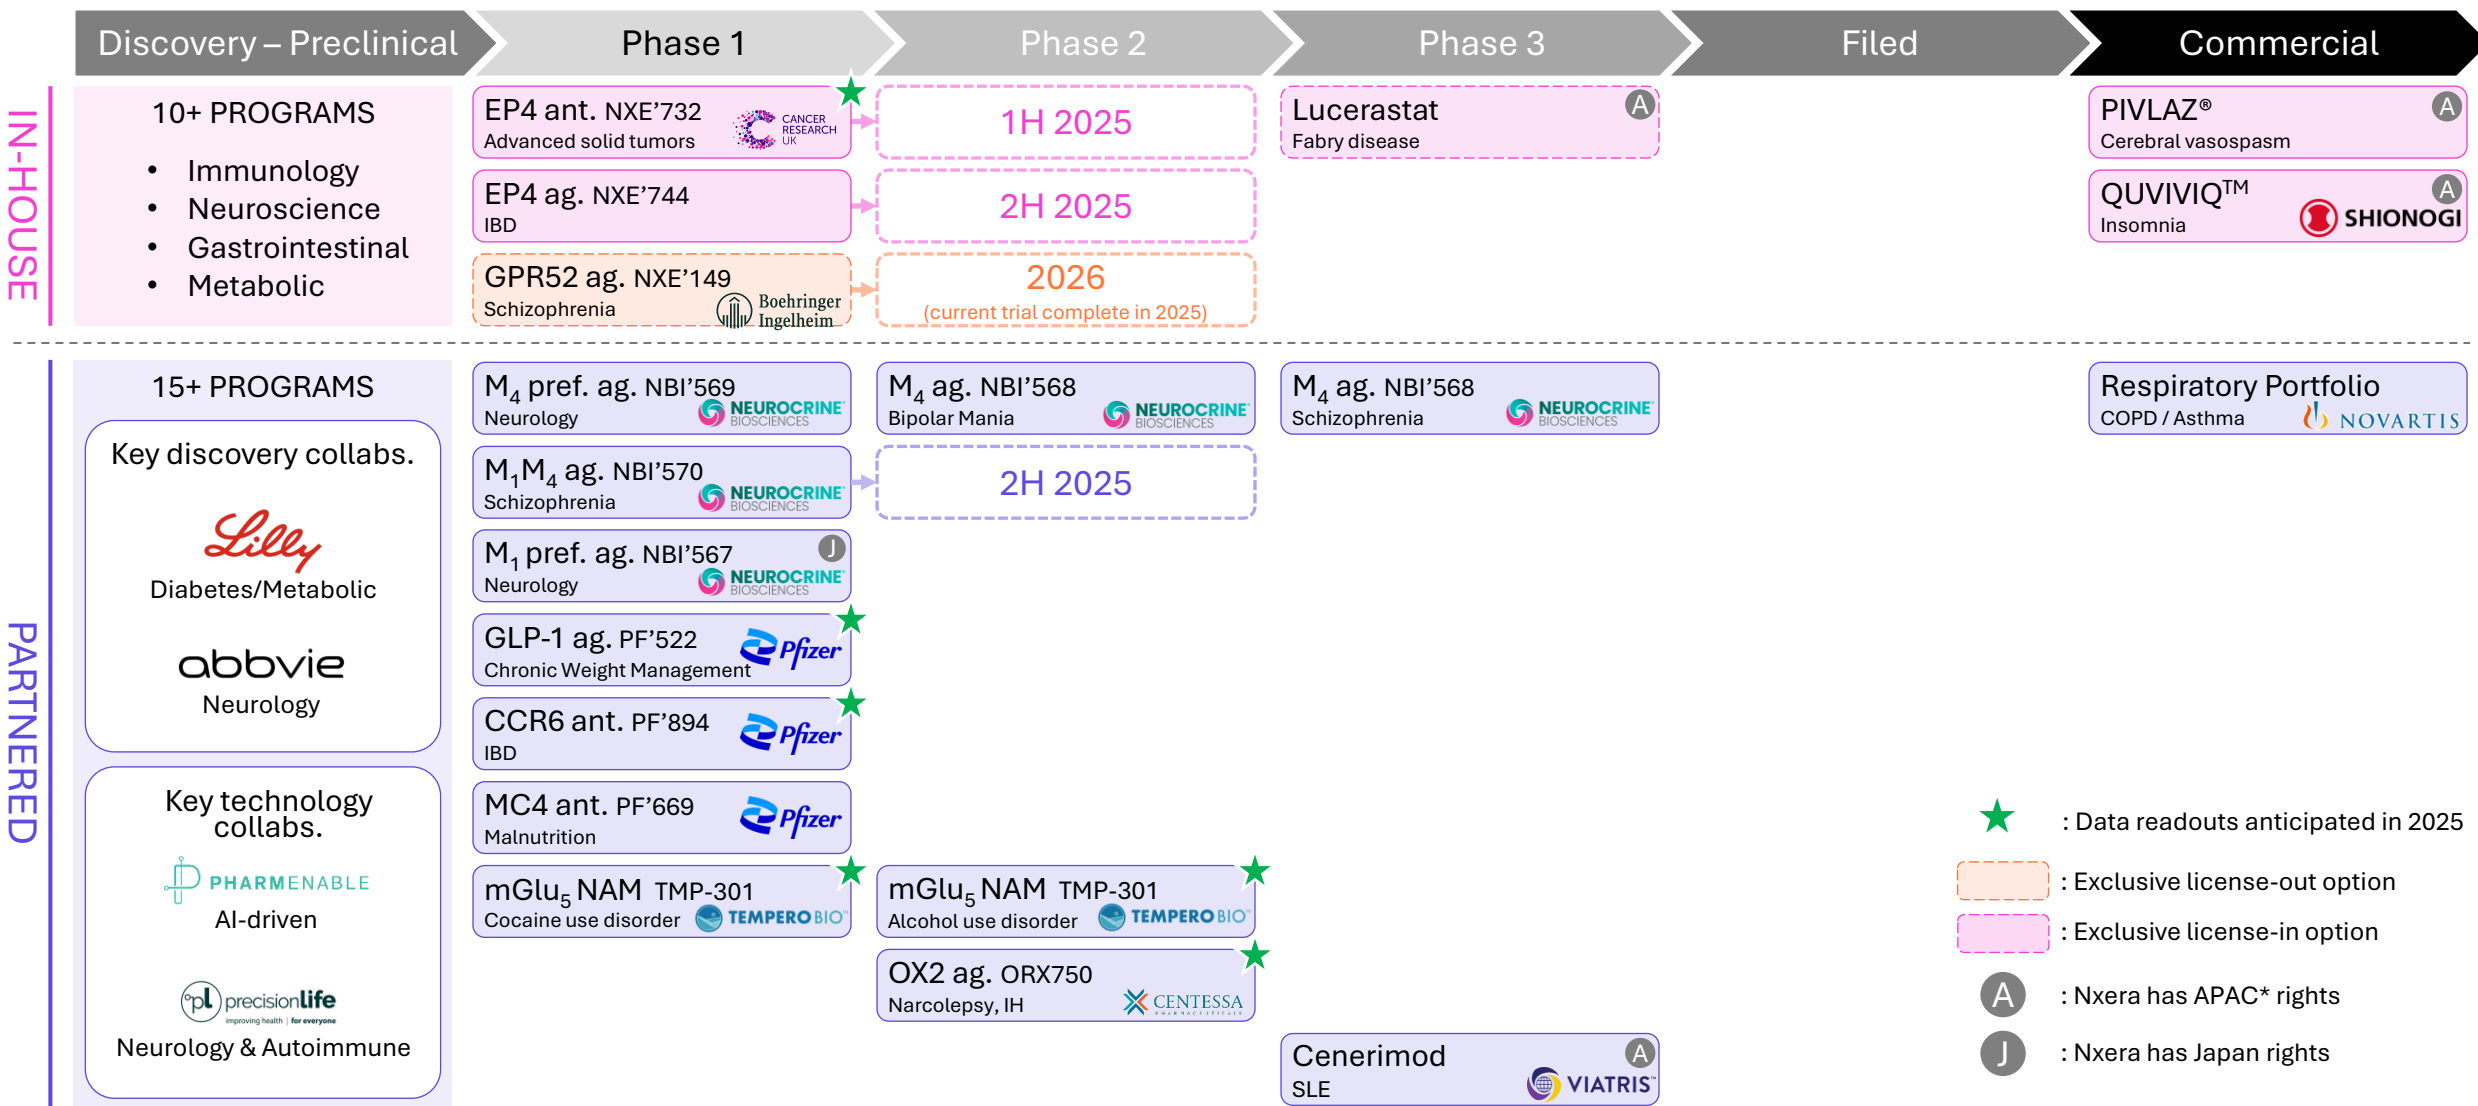 Discovery – Preclinical
Phase 1
Phase 2
Phase 3
Filed
Commercial
IN-HOUSE
10+ PROGRAMS
• Immunology
• Neuroscience
• Gastrointestinal
• Metabolic
EP4 ant. NXE’732
Advanced solid tumors
CANCER
RESEARCH
UK
1H 2025
Lucerastat
A
Fabry disease
PIVLAZ®
A
Cerebral vasospasm
EP4 ag. NXE’744
IBD
2H 2025
QUVIVIQ™
A
Insomnia
SHIONOGI
GPR52 ag. NXE’149
Schizophrenia
Boehringer
Ingelheim
2026
(current trial complete in 2025)
PARTNERED
15+ PROGRAMS
Key discovery collabs.
Lilly
Diabetes/Metabolic
abbvie
Neurology
Key technology
collabs.
PHARMENABLE
AI-driven
pl precisionlife
improving health | for everyone
Neurology & Autoimmune
M₄ pref. ag. NBI’569
Neurology
NEUROCRINE
BIOSCIENCES
M₄ ag. NBI’568
Bipolar Mania
NEUROCRINE
BIOSCIENCES
M₄ ag. NBI’568
Schizophrenia
NEUROCRINE
BIOSCIENCES
Respiratory Portfolio
COPD / Asthma
NOVARTIS
M₁M₄ ag. NBI’570
Schizophrenia
NEUROCRINE
BIOSCIENCES
2H 2025
M₁ pref. ag. NBI’567
J
Neurology
NEUROCRINE
BIOSCIENCES
GLP-1 ag. PF’522
Chronic Weight Management
Pfizer
CCR6 ant. PF’894
IBD
Pfizer
MC4 ant. PF’669
Malnutrition
Pfizer
mGlu₅ NAM TMP-301
Cocaine use disorder
TEMPERO BIO™
mGlu₅ NAM TMP-301
Alcohol use disorder
TEMPERO BIO™
OX2 ag. ORX750
Narcolepsy, IH
CENTESSA
PHARMACEUTICALS
Cenerimod
A
SLE
VIATRIS™
: Data readouts anticipated in 2025
: Exclusive license-out option
: Exclusive license-in option
A : Nxera has APAC* rights
J : Nxera has Japan rights